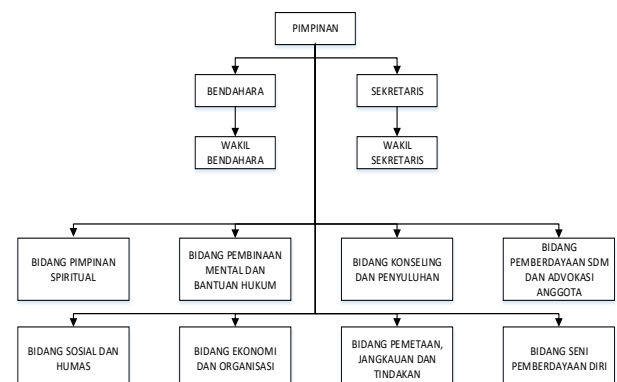 PIMPINAN
BENDAHARA
SEKRETARIS
WAKIL
BENDAHARA
WAKIL
SEKRETARIS
BIDANG PIMPINAN
SPIRITUAL
BIDANG PEMBINAAN
MENTAL DAN
BANTUAN HUKUM
BIDANG KONSELING
DAN PENYULUHAN
BIDANG
PEMBERDAYAAN SDM
DAN ADVOKASI
ANGGOTA
BIDANG SOSIAL DAN
HUMAS
BIDANG EKONOMI
DAN ORGANISASI
BIDANG PEMETAAN,
JANGKAUAN DAN
TINDAKAN
BIDANG SENI
PEMBERDAYAAN DIRI